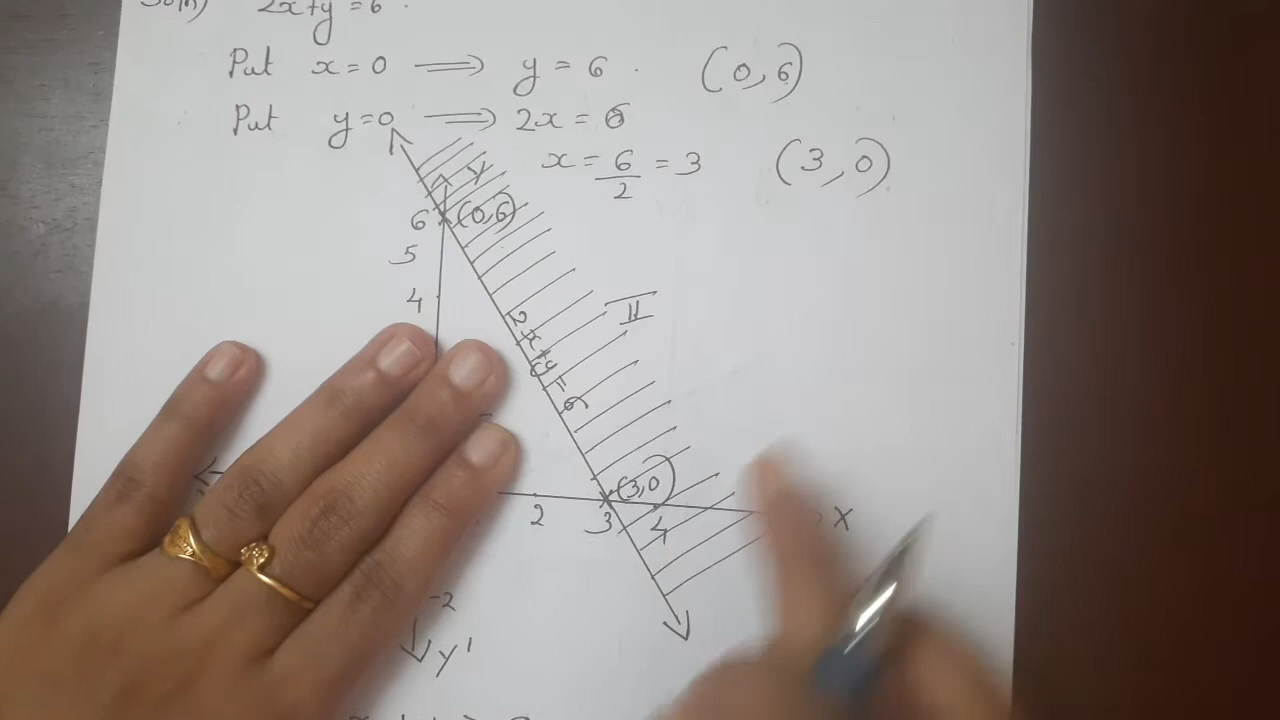 2x+y=6.
Put x=0 ⟹ y=6. (0,6)
Put y=0 ⟹ 2x=6
x=6/2=3 (3,0)
Y
6 (0,6)
5
4
II
2x+y=6
(3,0)
2 3 4 X
-2
Y'